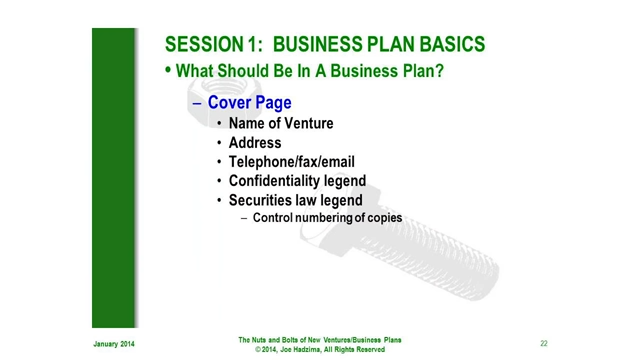 SESSION 1: BUSINESS PLAN BASICS
• What Should Be In A Business Plan?
– Cover Page
• Name of Venture
• Address
• Telephone/fax/email
• Confidentiality legend
• Securities law legend
– Control numbering of copies
January 2014
The Nuts and Bolts of New Ventures/Business Plans
© 2014, Joe Hadzima, All Rights Reserved
22